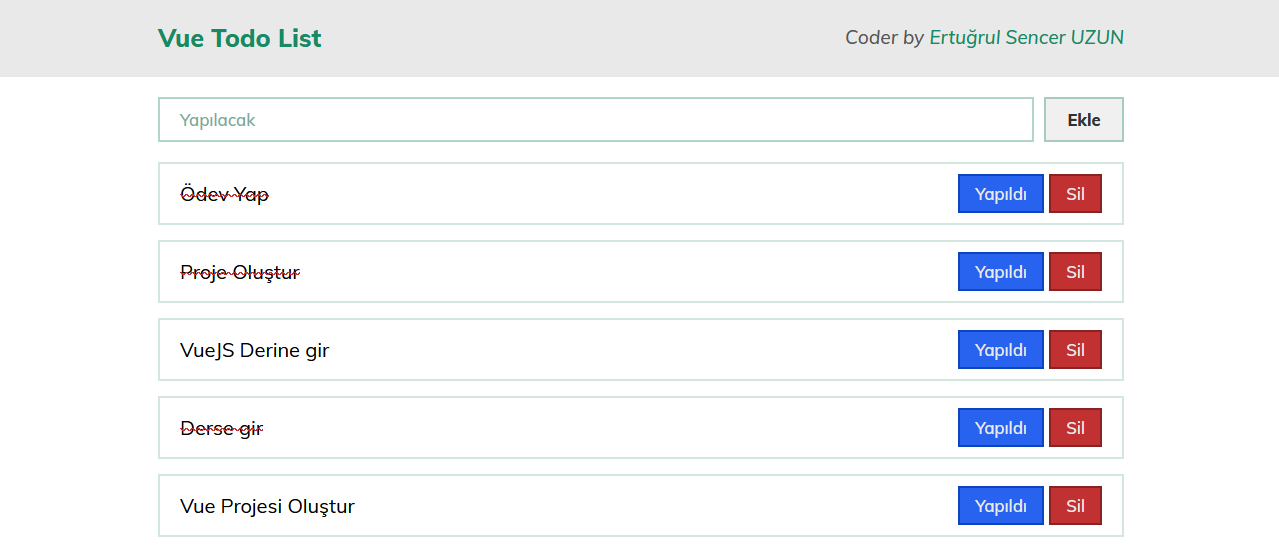 Vue Todo List
Coder by Ertuğrul Sencer UZUN
Yapılacak
Ekle
Ödev Yap
Yapıldı
Sil
Proje Oluştur
Yapıldı
Sil
VueJS Derine gir
Yapıldı
Sil
Derse gir
Yapıldı
Sil
Vue Projesi Oluştur
Yapıldı
Sil